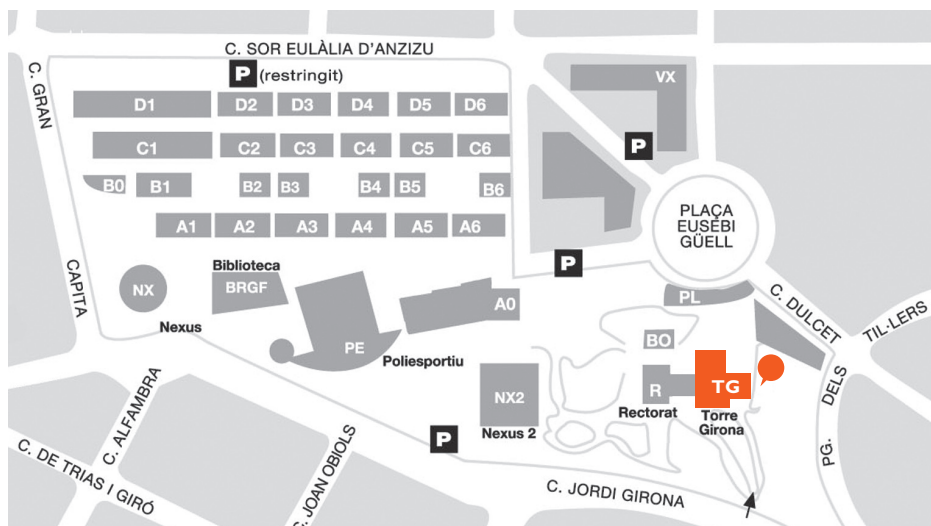 C. SOR EULÀLIA D'ANZIZU
C. GRAN
CAPITA
P (restringit)
VX
D1 D2 D3 D4 D5 D6
C1 C2 C3 C4 C5 C6
P
B0 B1 B2 B3 B4 B5 B6
A1 A2 A3 A4 A5 A6
PLAÇA
EUSEBI
GÜELL
P
Biblioteca
BRGF
NX
Nexus
PE
Poliesportiu
A0
PL
C. DULCET
TIL·LERS
DELS
PG.
BO
R
Rectorat
TG
Torre
Girona
NX2
Nexus 2
P
C. ALFAMBRA
C. DE TRIAS I GIRÓ
C. JOAN OBIOLS
C. JORDI GIRONA